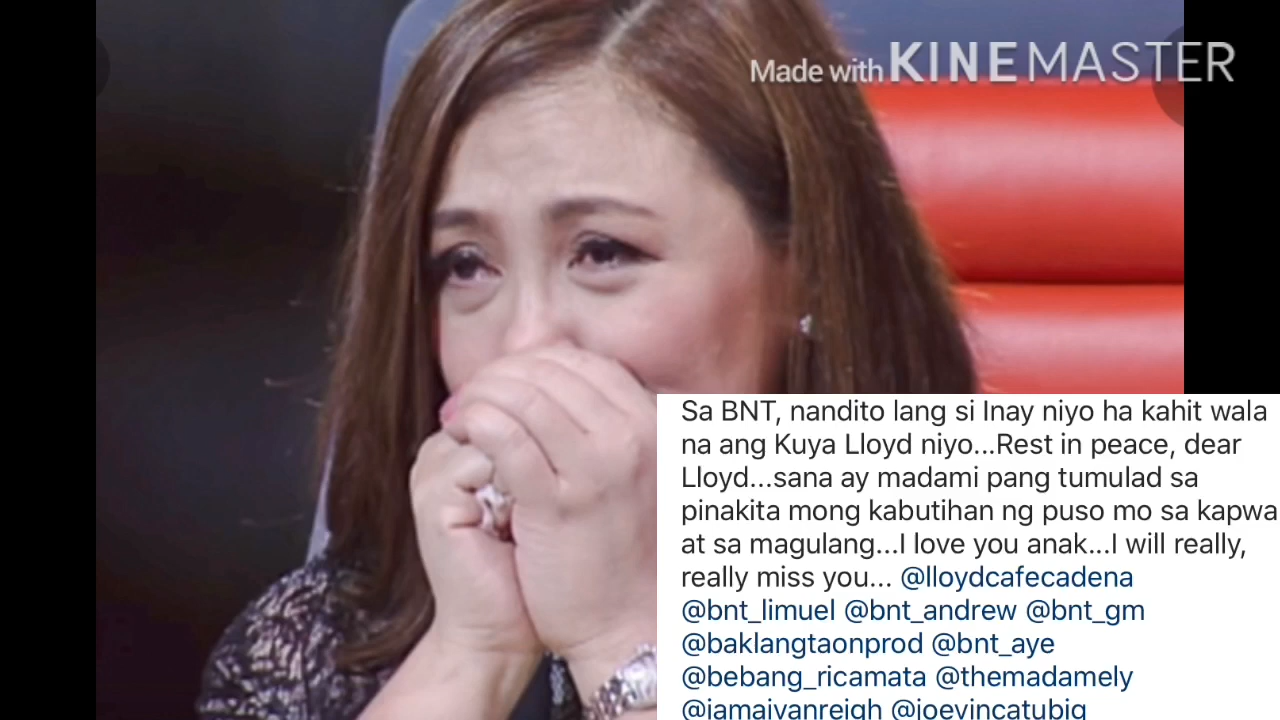 Made with KINEMASTER
Sa BNT, nandito lang si Inay niyo ha kahit wala
na ang Kuya Lloyd niyo...Rest in peace, dear
Lloyd...sana ay madami pang tumulad sa
pinakita mong kabutihan ng puso mo sa kapwa
at sa magulang...I love you anak...I will really,
really miss you... @lloydcafecadena
@bnt_limuel @bnt_andrew @bnt_gm
@baklangtaonprod @bnt_aye
@bebang_ricamata @themadamely
@iamaivanreigh @joevincatubig